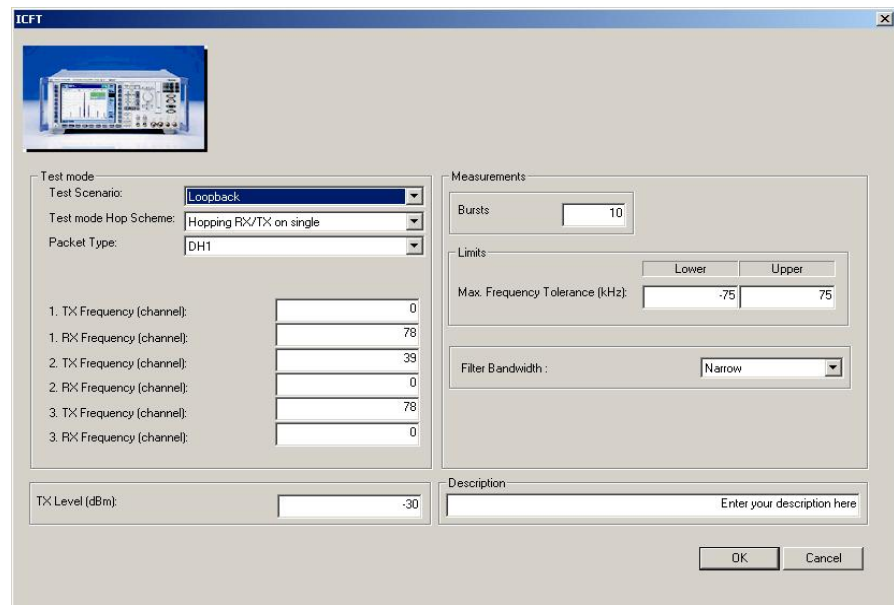 ICFT
Test mode
Test Scenario:
Loopback
Test mode Hop Scheme:
Hopping RX/TX on single
Packet Type:
DH1
1. TX Frequency (channel):
0
1. RX Frequency (channel):
78
2. TX Frequency (channel):
39
2. RX Frequency (channel):
0
3. TX Frequency (channel):
78
3. RX Frequency (channel):
0
Measurements
Bursts
10
Limits
Lower
Upper
Max. Frequency Tolerance (kHz):
-75
75
Filter Bandwidth :
Narrow
TX Level (dBm):
-30
Description
Enter your description here
OK
Cancel